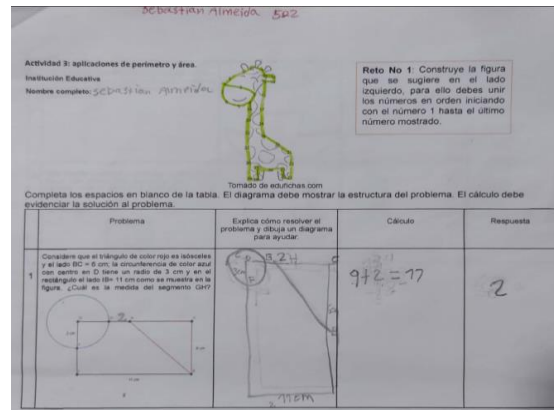 Sebastian Almeida 502
Actividad 3: aplicaciones de perímetro y área.
Institución Educativa
Nombre completo: sebastian Almeida
Reto No 1: Construye la figura
que se sugiere en el lado
izquierdo, para ello debes unir
los números en orden iniciando
con el número 1 hasta el último
número mostrado.
Tomado de edufichas.com
Completa los espacios en blanco de la tabla. El diagrama debe mostrar la estructura del problema. El cálculo debe
evidenciar la solución al problema.
Problema
Explica cómo resolver el
problema y dibuja un diagrama
para ayudar.
Cálculo
Respuesta
1
Considera que el triángulo de color rojo es isósceles
y el lado BC = 6 cm; la circunferencia de color azul
con centro en D tiene un radio de 3 cm y en el
rectángulo el lado IB= 11 cm como se muestra en la
figura. ¿Cuál es la medida del segmento GH?
2
11 cm
11cm
9+2=11
2